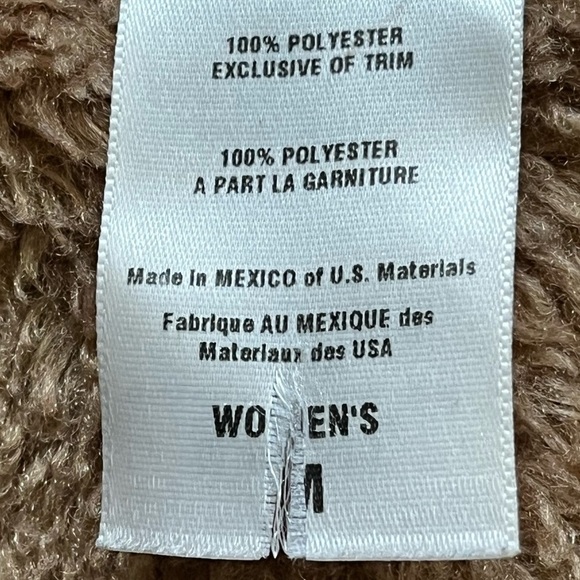 100% POLYESTER
EXCLUSIVE OF TRIM
100% POLYESTER
A PART LA GARNITURE
Made in MEXICO of U.S. Materials
Fabrique AU MEXIQUE des
Materiaux des USA
WOMEN'S
M